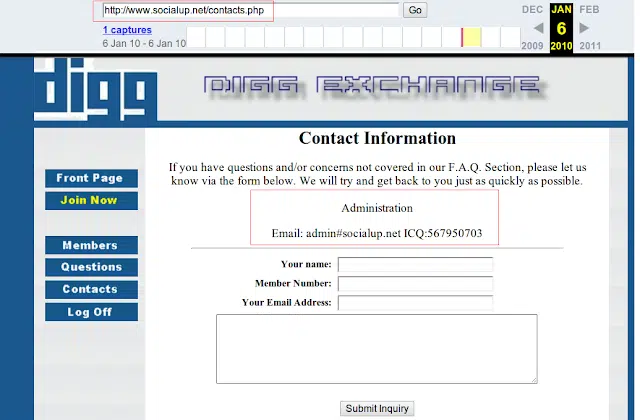 http://www.socialup.net/contacts.php Go
DEC JAN FEB
1 captures
6 Jan 10 - 6 Jan 10
6
2009 2010 2011
digg
DIGG EXCHANGE
Contact Information
If you have questions and/or concerns not covered in our F.A.Q. Section, please let us
know via the form below. We will try and get back to you just as quickly as possible.
Administration
Email: admin#socialup.net ICQ:567950703
Front Page
Join Now
Members
Questions
Contacts
Log Off
Your name:
Member Number:
Your Email Address:
Submit Inquiry